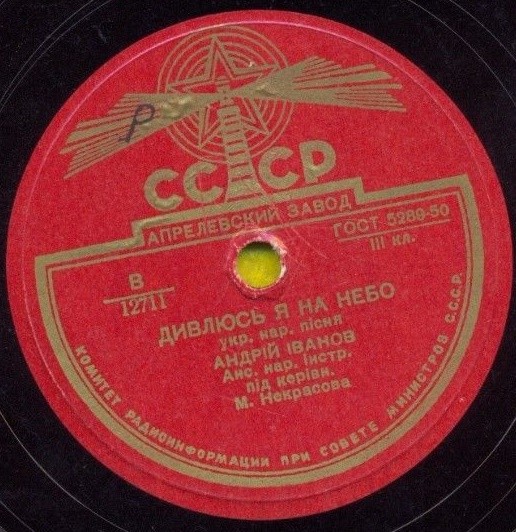 Р
СССР
АПРЕЛЕВСКИЙ ЗАВОД
ГОСТ 5289-50
III кл.
В
12711
ДИВЛЮСЬ Я НА НЕБО
укр. нар. пісня
АНДРІЙ ІВАНОВ
Анс. нар. інстр.
під керівн.
М. Некрасова
КОМИТЕТ РАДИОИНФОРМАЦИИ ПРИ СОВЕТЕ МИНИСТРОВ СССР.